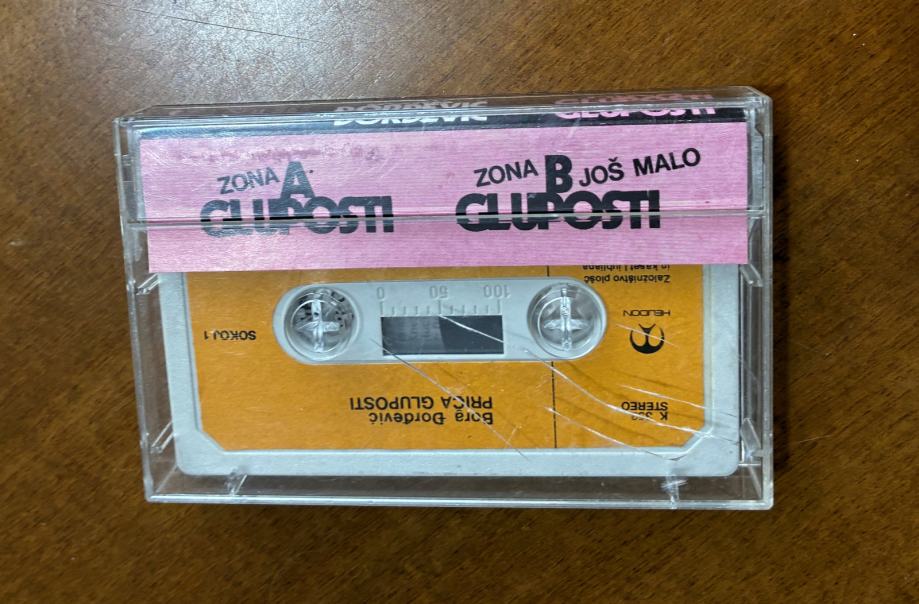 ĐORĐEVIĆ GLUPOSTI
ZONA A
GLUPOSTI
ZONA B JOŠ MALO
GLUPOSTI
Založništvo plošč
in kaset Ljubljana
0 50 100
HELIDON
SOKOJ 1
STEREO
K
Bora Đorđević
PRIČA GLUPOSTI